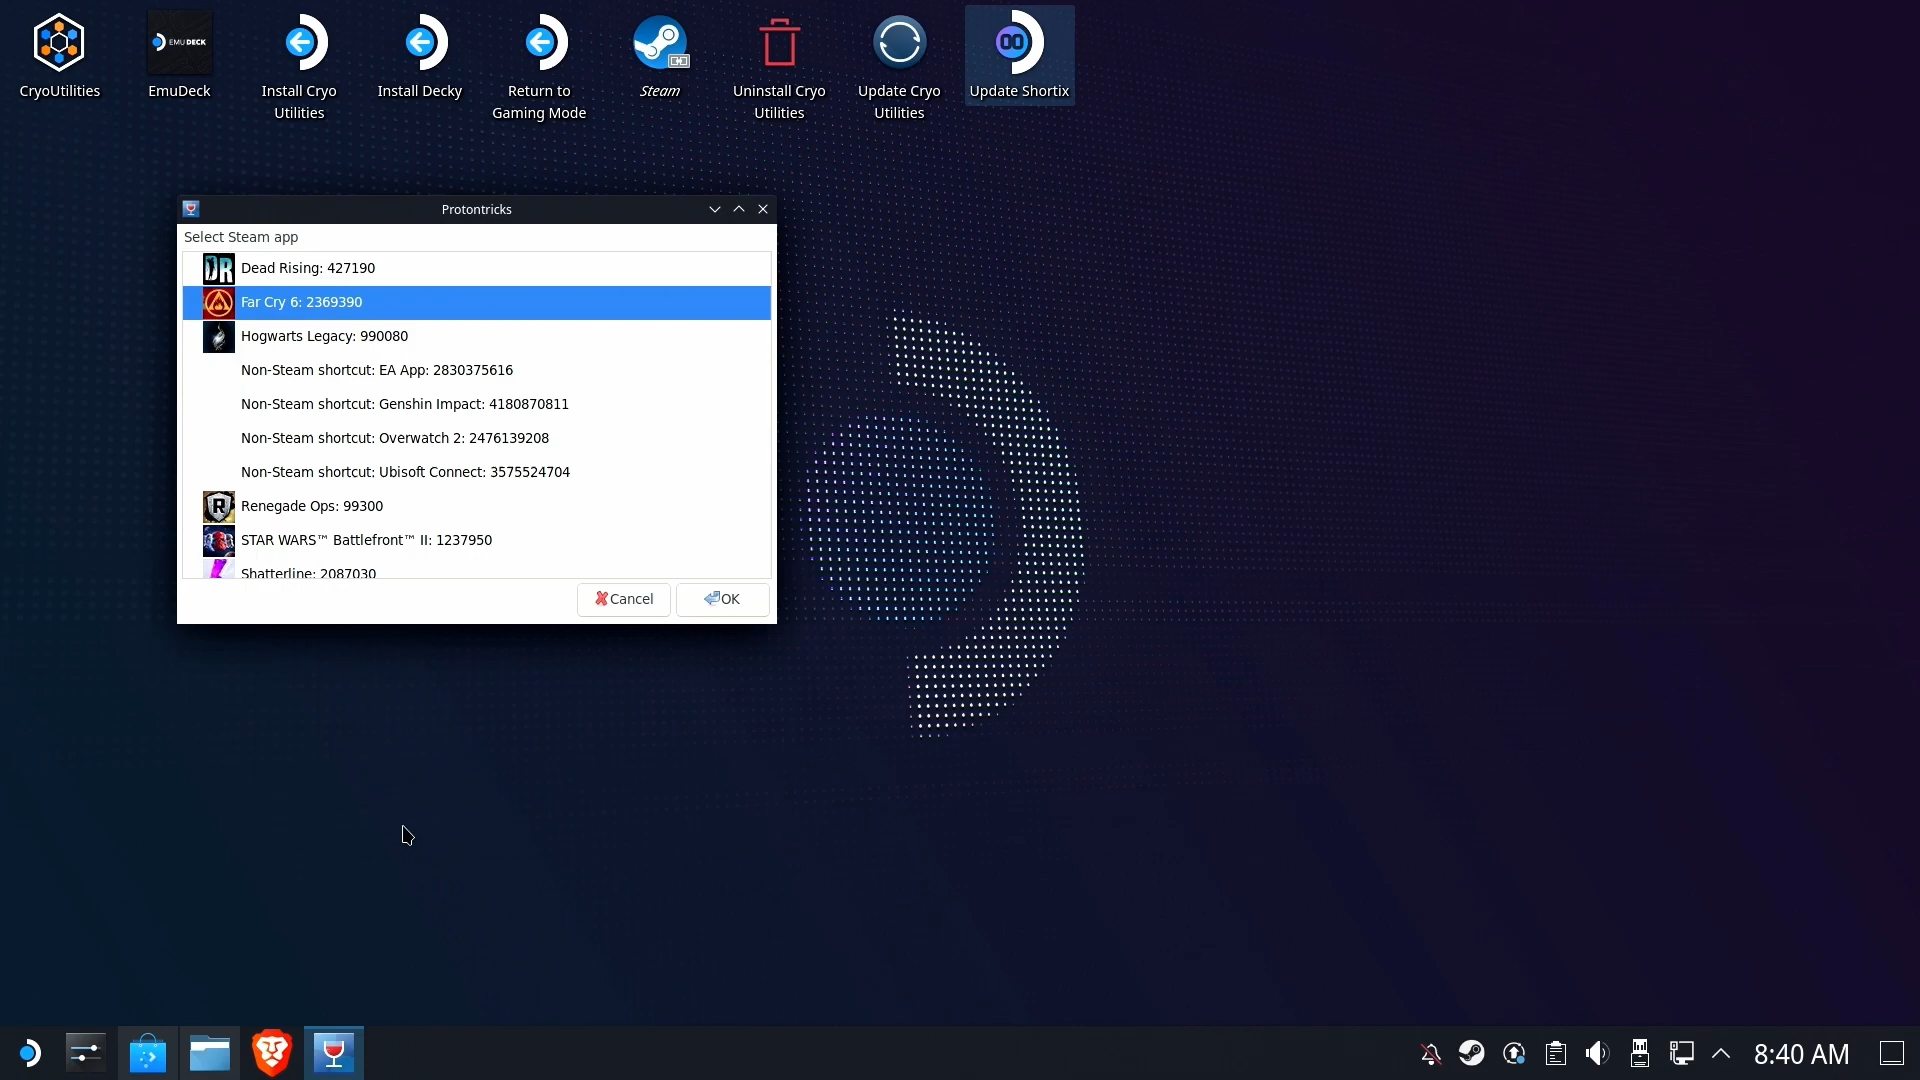 CryoUtilities
EMUDECK
EmuDeck
Install Cryo
Utilities
Install Decky
Return to
Gaming Mode
Steam
Uninstall Cryo
Utilities
Update Cryo
Utilities
Update Shortix
Protontricks
Select Steam app
DR
Dead Rising: 427190
Far Cry 6: 2369390
Hogwarts Legacy: 990080
Non-Steam shortcut: EA App: 2830375616
Non-Steam shortcut: Genshin Impact: 4180870811
Non-Steam shortcut: Overwatch 2: 2476139208
Non-Steam shortcut: Ubisoft Connect: 3575524704
R
Renegade Ops: 99300
STAR WARS™ Battlefront™ II: 1237950
Shatterline: 2087030
Cancel
OK
8:40 AM